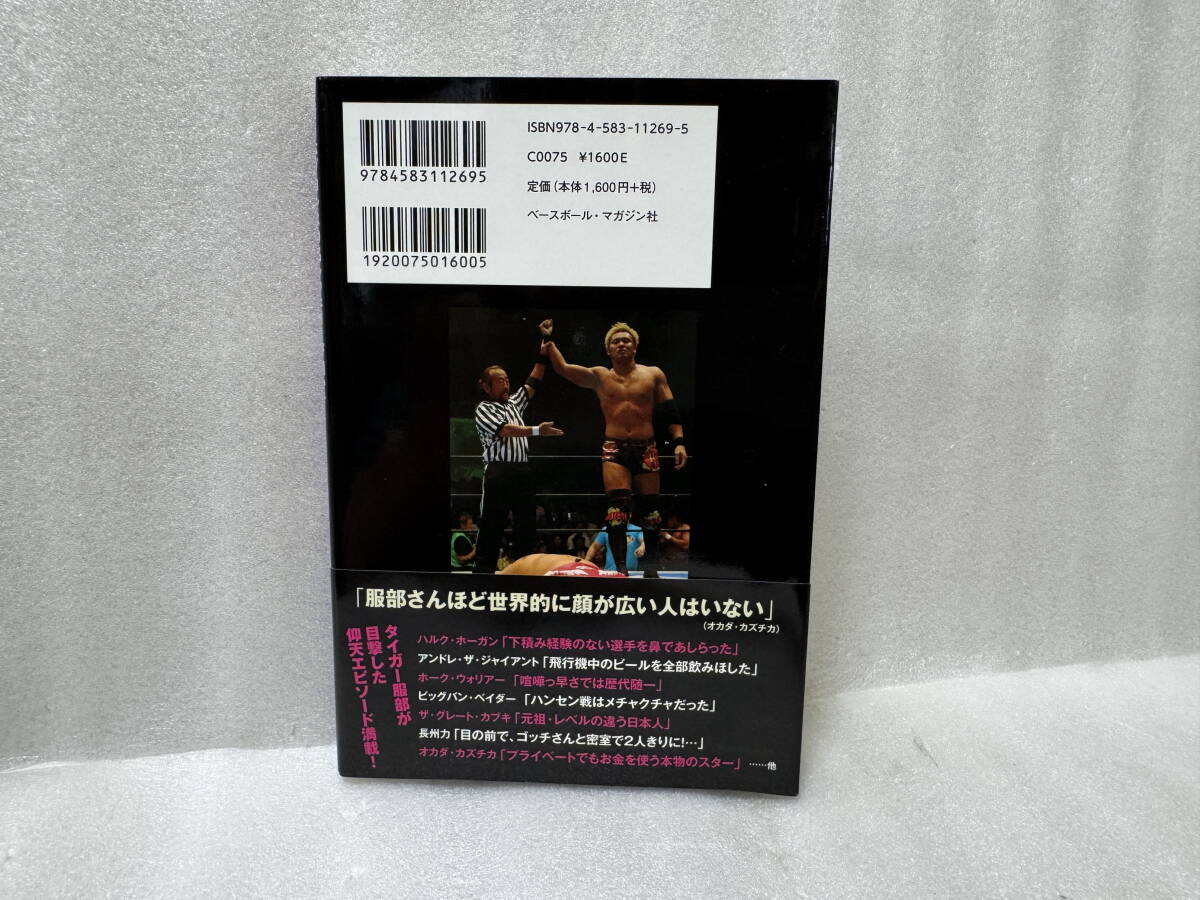 ISBN978-4-583-11269-5
C0075 ¥1600E
定価(本体1,600円+税)
ベースボール・マガジン社
9784583112695
1920075016005
「服部さんほど世界的に顔が広い人はいない」
(オカダ・カズチカ)
タイガー服部が
目撃した
仰天エピソード満載!
ハルク・ホーガン「下積み経験のない選手を鼻であしらった」
アンドレ・ザ・ジャイアント「飛行機中のビールを全部飲みほした」
ホーク・ウォリアー「喧嘩っ早さでは歴代随一」
ビッグバン・ベイダー「ハンセン戦はメチャクチャだった」
ザ・グレート・カブキ「元祖・レベルの違う日本人」
長州力「目の前で、ゴッチさんと密室で2人きりに!…」
オカダ・カズチカ「プライベートでもお金を使う本物のスター」……他